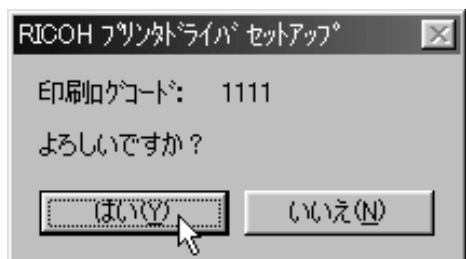 RICOH ﾌﾟﾘﾝﾀﾄﾞﾗｲﾊﾞ ｾｯﾄｱｯﾌﾟ
印刷ﾛｸﾞｺｰﾄﾞ: 1111
よろしいですか？
はい(Y)
いいえ(N)